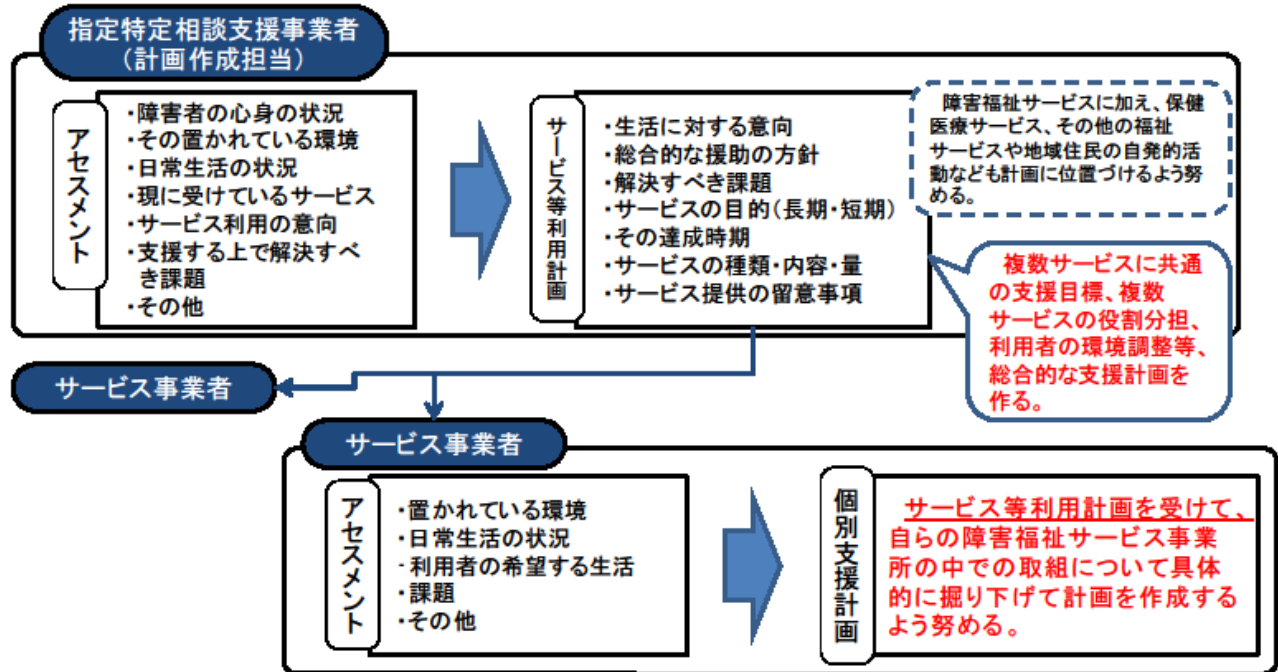 指定特定相談支援事業者
（計画作成担当）
アセスメント
・障害者の心身の状況
・その置かれている環境
・日常生活の状況
・現に受けているサービス
・サービス利用の意向
・支援する上で解決すべ
き課題
・その他
サービス等利用計画
・生活に対する意向
・総合的な援助の方針
・解決すべき課題
・サービスの目的（長期・短期）
・その達成時期
・サービスの種類・内容・量
・サービス提供の留意事項
障害福祉サービスに加え、保健
医療サービス、その他の福祉
サービスや地域住民の自発的活
動なども計画に位置づけるよう努
める。
複数サービスに共通
の支援目標、複数
サービスの役割分担、
利用者の環境調整等、
総合的な支援計画を
作る。
サービス事業者
サービス事業者
アセスメント
・置かれている環境
・日常生活の状況
・利用者の希望する生活
・課題
・その他
個別支援計画
サービス等利用計画を受けて、
自らの障害福祉サービス事業
所の中での取組について具体
的に掘り下げて計画を作成する
よう努める。